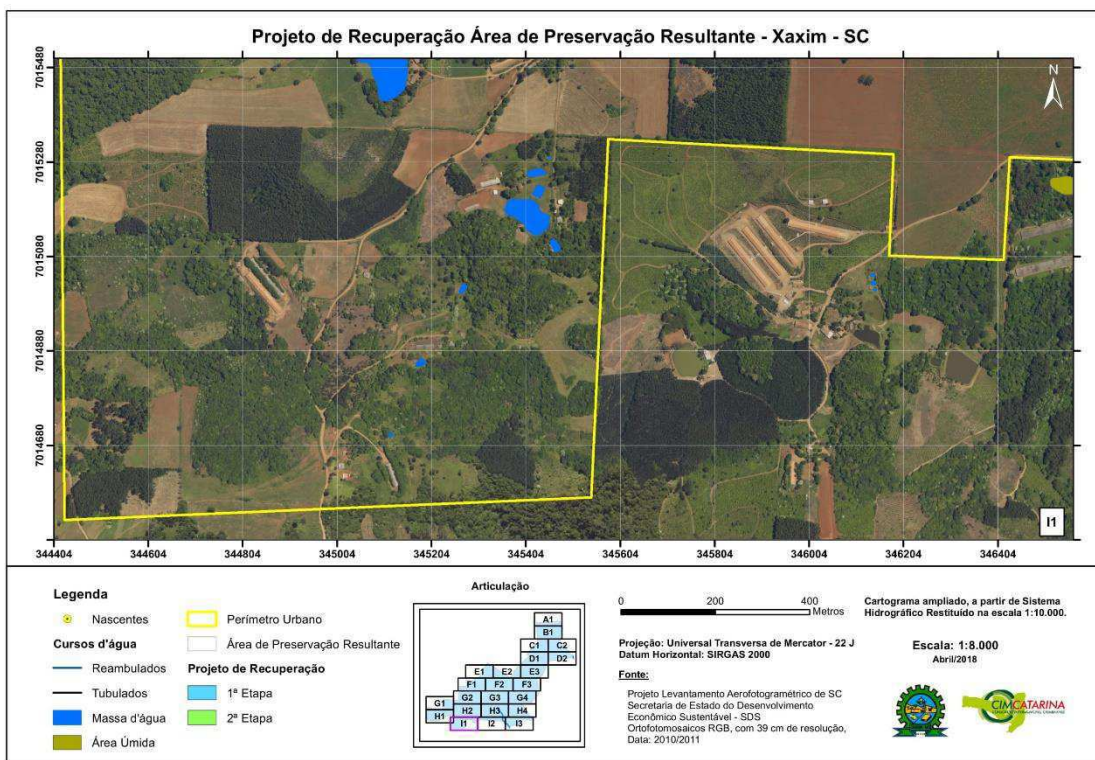 Projeto de Recuperação Área de Preservação Resultante - Xaxim - SC
N
7015480
7015280
7015080
7014880
7014680
I1
344404 344604 344804 345004 345204 345404 345604 345804 346004 346204 346404
Legenda
Nascentes
Cursos d'água
Reambulados
Tubulados
Massa d'água
Área Úmida
Perímetro Urbano
Área de Preservação Resultante
Projeto de Recuperação
1ª Etapa
2ª Etapa
Articulação
A1
B1
C1 C2
D1 D2
E1 E2 E3
F1 F2 F3
G1 G2 G3 G4
H1 H2 H3 H4
I1 I2 I3
0 200 400
Metros
Projeção: Universal Transversa de Mercator - 22 J
Datum Horizontal: SIRGAS 2000
Fonte:
Projeto Levantamento Aerofotogramétrico de SC
Secretaria de Estado do Desenvolvimento
Econômico Sustentável - SDS
Ortofotomosaicos RGB, com 39 cm de resolução,
Data: 2010/2011
Cartograma ampliado, a partir de Sistema
Hidrográfico Restituído na escala 1:10.000.
Escala: 1:8.000
Abril/2018
CIMCATARINA